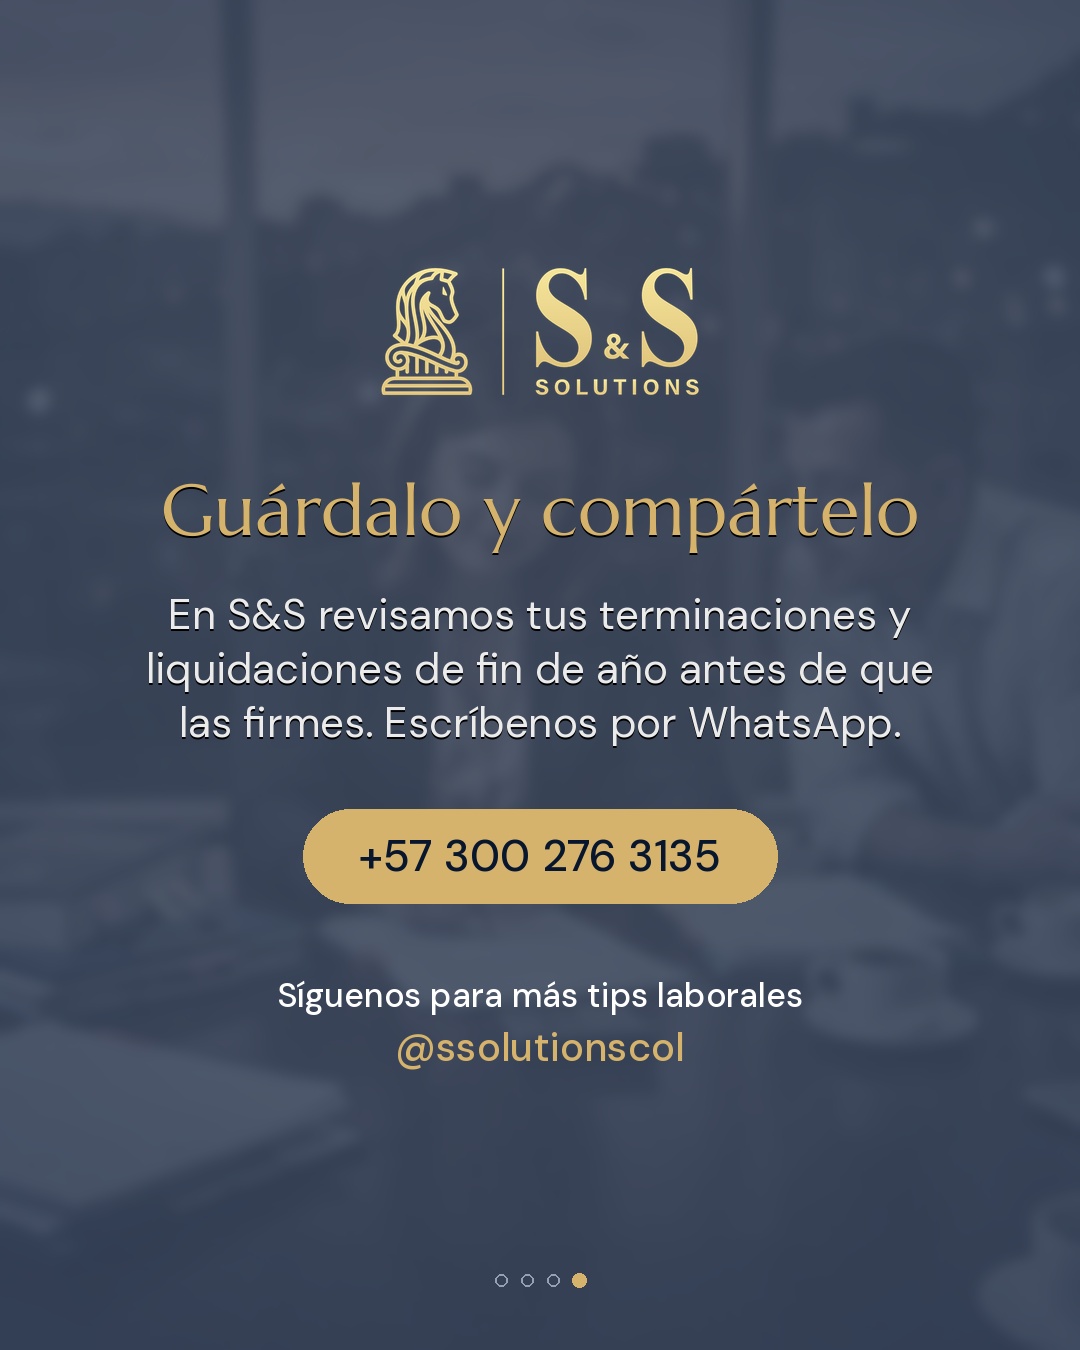 S&S
SOLUTIONS
Guárdalo y compártelo
En S&S revisamos tus terminaciones y
liquidaciones de fin de año antes de que
las firmes. Escríbenos por WhatsApp.
+57 300 276 3135
Síguenos para más tips laborales
@ssolutionscol